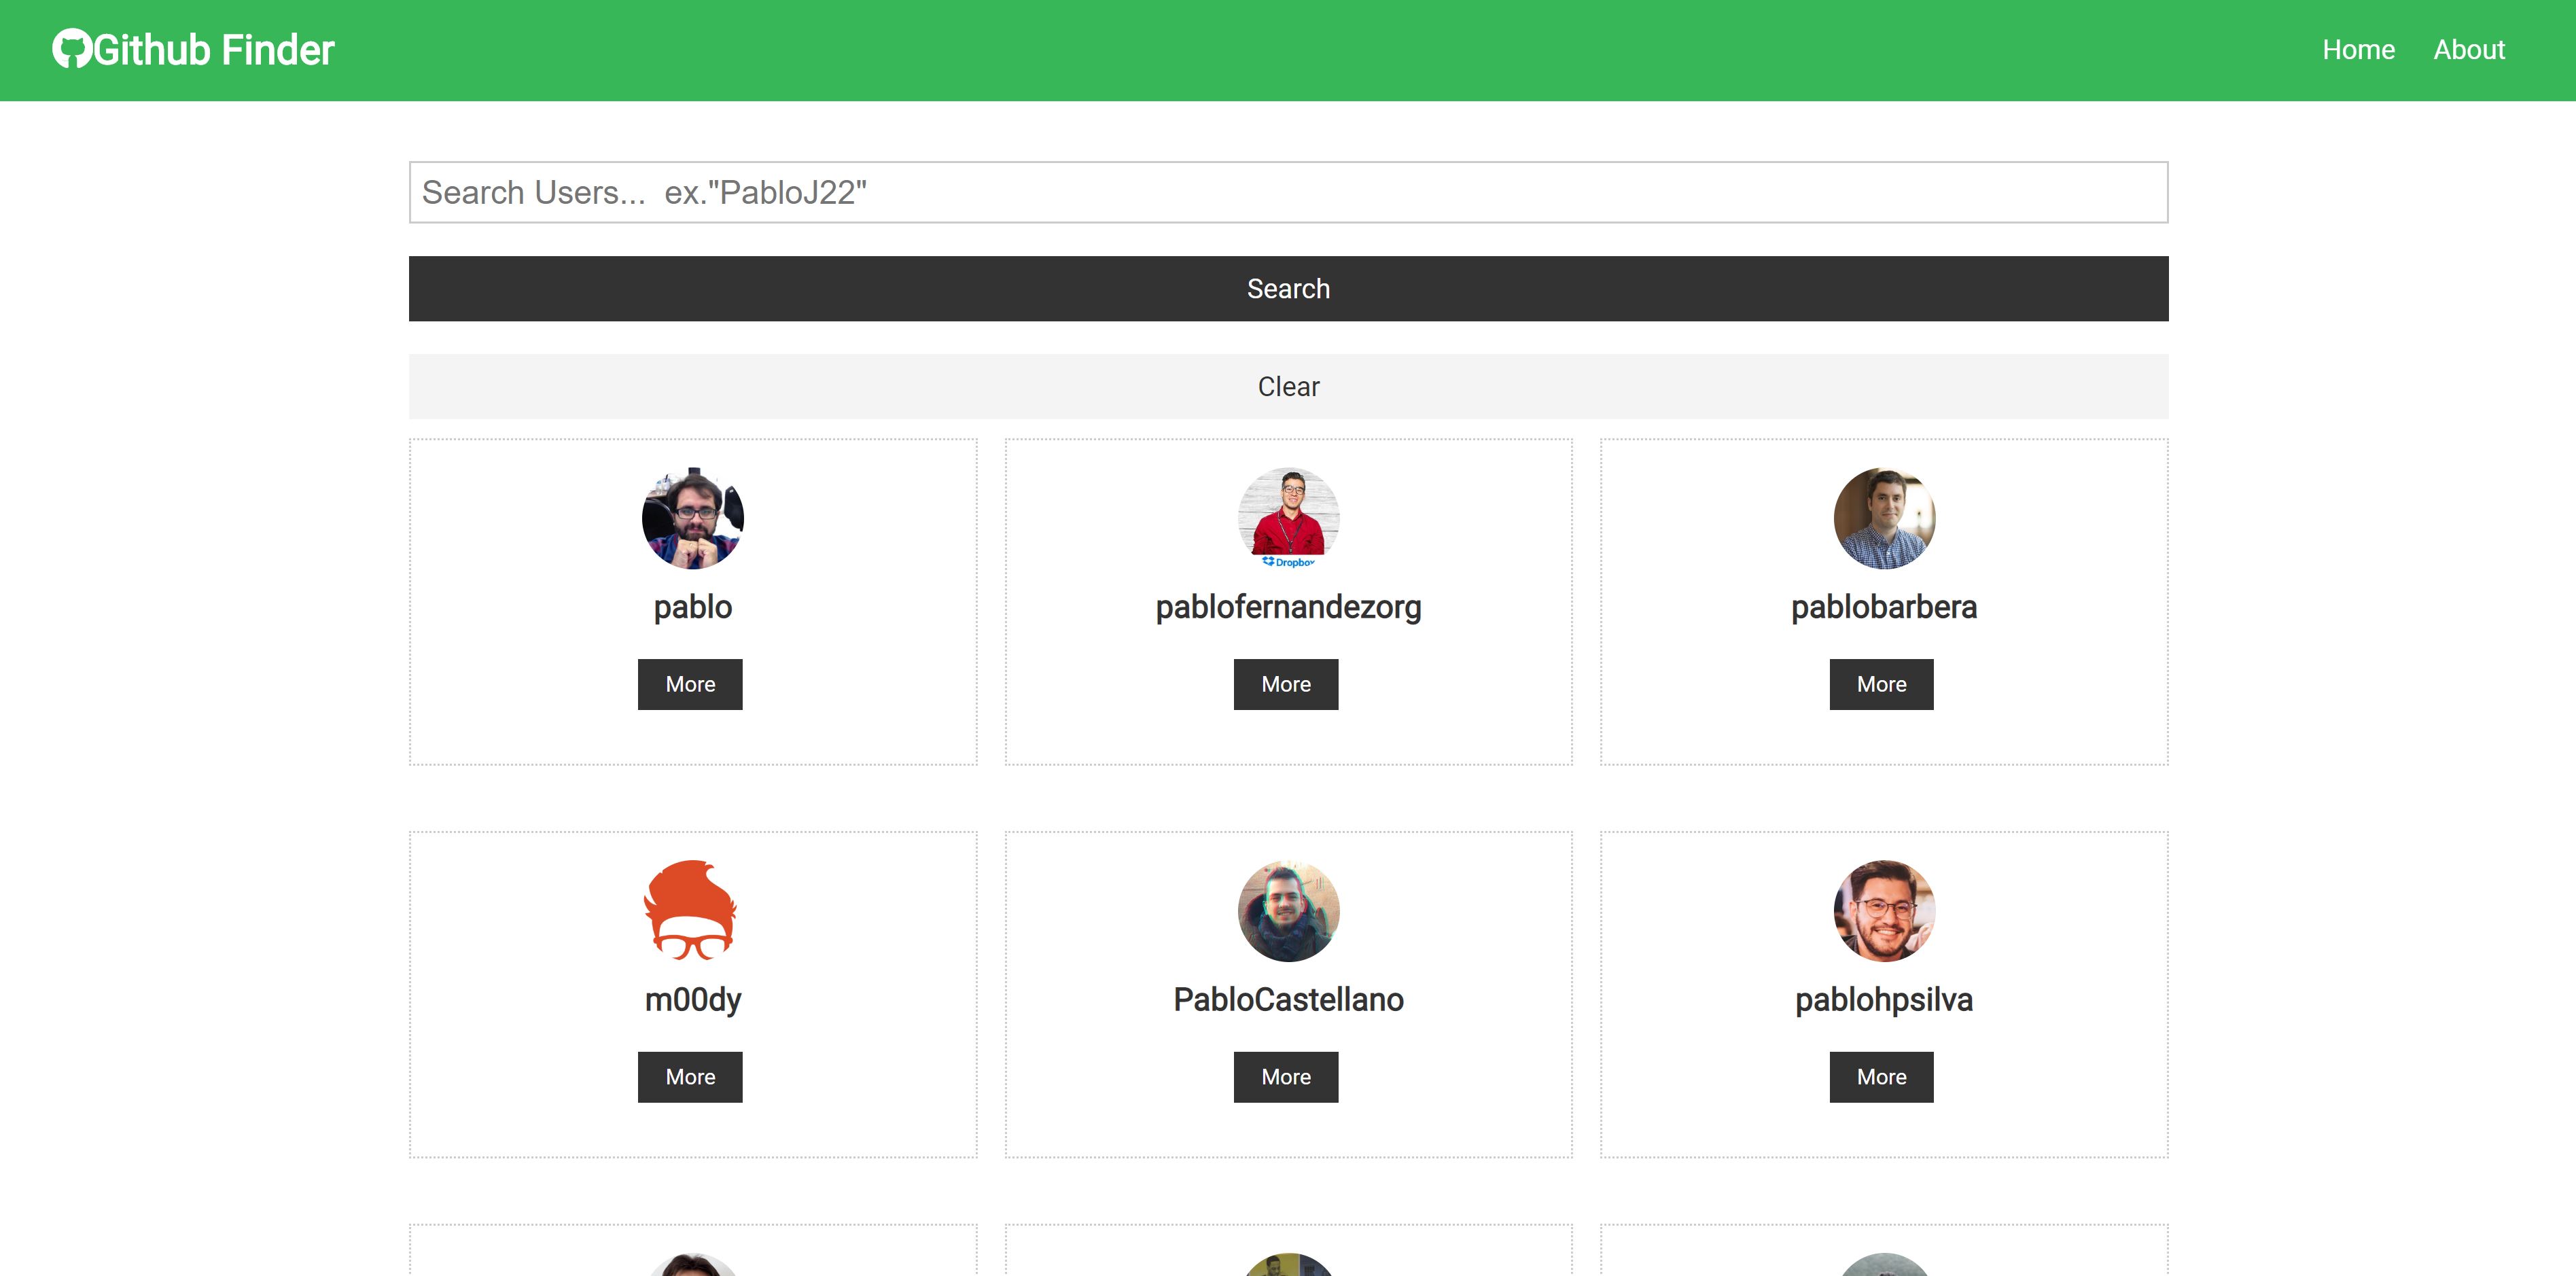 Github Finder
Home About
Search Users... ex."PabloJ22"
Search
Clear
Dropbox
pablo pablofernandezorg pablobarbera
More More More
m00dy PabloCastellano pablohpsilva
More More More